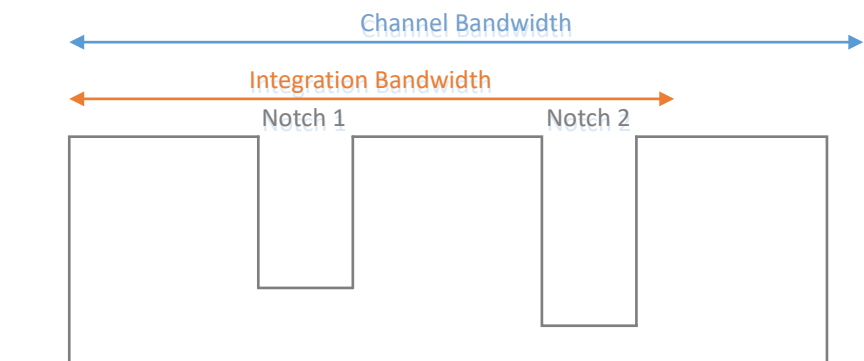 Channel Bandwidth
Integration Bandwidth
Notch 1
Notch 2